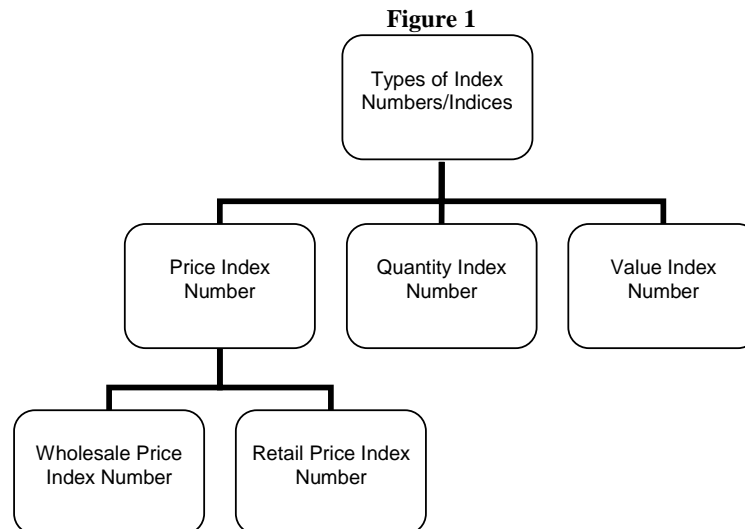 Figure 1
Types of Index
Numbers/Indices
Price Index
Number
Quantity Index
Number
Value Index
Number
Wholesale Price
Index Number
Retail Price Index
Number